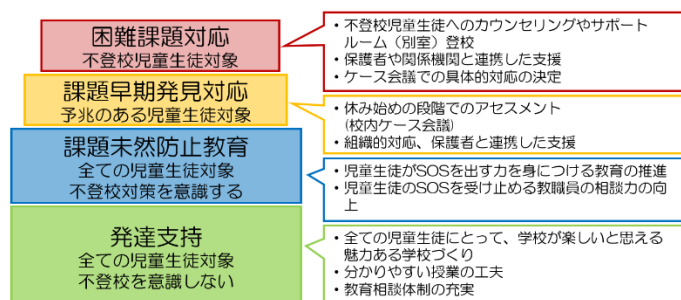 困難課題対応
不登校児童生徒対象
・不登校児童生徒へのカウンセリングやサポート
ルーム（別室）登校
・保護者や関係機関と連携した支援
・ケース会議での具体的対応の決定
課題早期発見対応
予兆のある児童生徒対象
・休み始めの段階でのアセスメント
(校内ケース会議)
・組織的対応、保護者と連携した支援
課題未然防止教育
全ての児童生徒対象
不登校対策を意識する
・児童生徒がSOSを出す力を身につける教育の推進
・児童生徒のSOSを受け止める教職員の相談力の向
上
発達支持
全ての児童生徒対象
不登校を意識しない
・全ての児童生徒にとって、学校が楽しいと思える
魅力ある学校づくり
・分かりやすい授業の工夫
・教育相談体制の充実